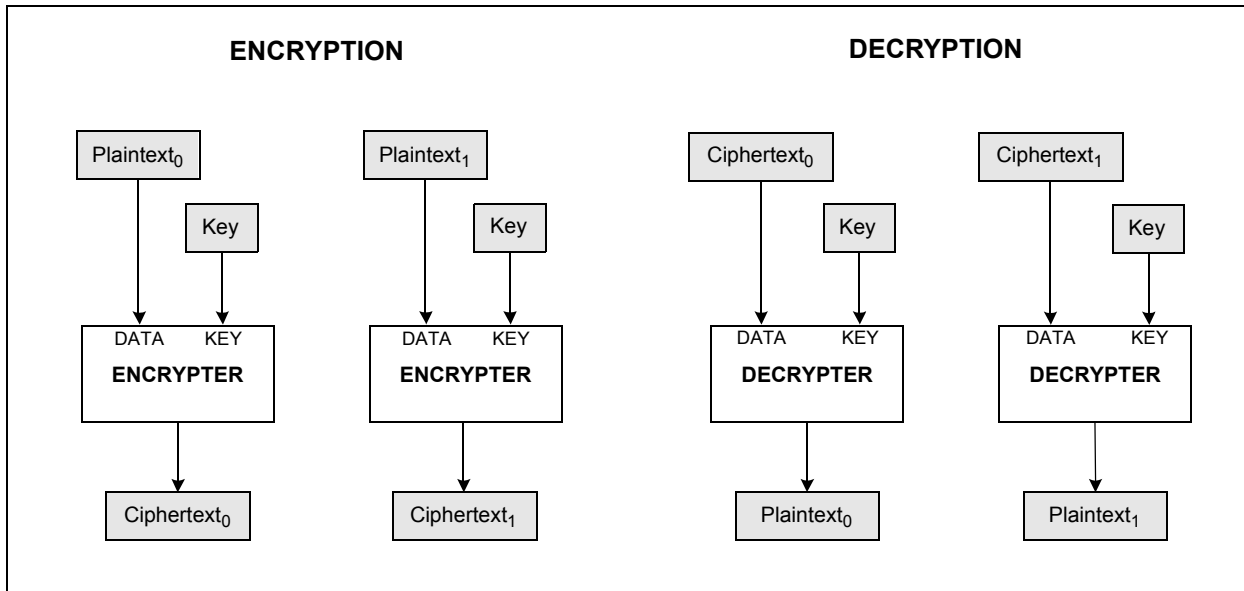 ENCRYPTION
Plaintext0
Plaintext1
Key
Key
DATA KEY
ENCRYPTER
DATA KEY
ENCRYPTER
Ciphertext0
Ciphertext1
DECRYPTION
Ciphertext0
Ciphertext1
Key
Key
DATA KEY
DECRYPTER
DATA KEY
DECRYPTER
Plaintext0
Plaintext1